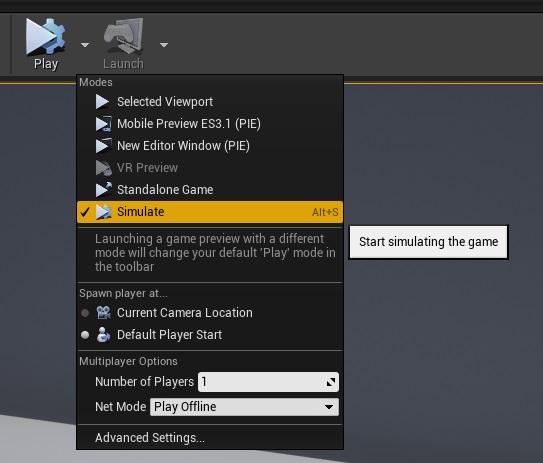 Play
Launch
Modes
Selected Viewport
Mobile Preview ES3.1 (PIE)
New Editor Window (PIE)
VR Preview
Standalone Game
Simulate Alt+S
Launching a game preview with a different
mode will change your default 'Play' mode in
the toolbar
Start simulating the game
Spawn player at...
Current Camera Location
Default Player Start
Multiplayer Options
Number of Players 1
Net Mode Play Offline
Advanced Settings...